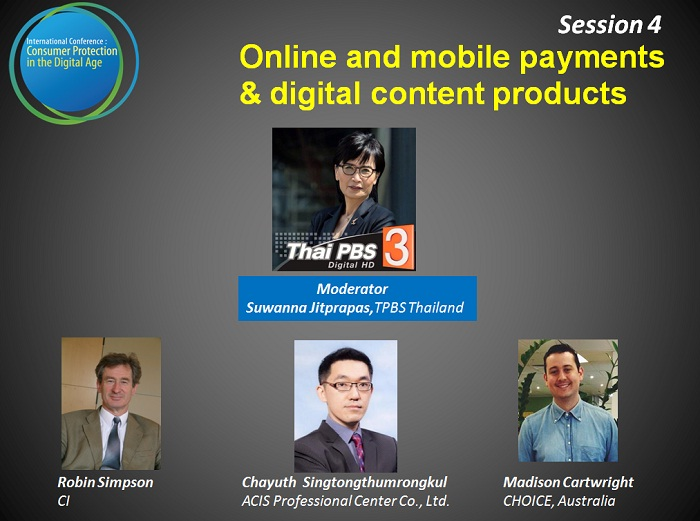 Session 4
International Conference :
Consumer Protection
in the Digital Age
Online and mobile payments
& digital content products
Thai PBS 3
Digital HD
Moderator
Suwanna Jitprapas,TPBS Thailand
Robin Simpson
CI
Chayuth Singtongthumrongkul
ACIS Professional Center Co., Ltd.
Madison Cartwright
CHOICE, Australia